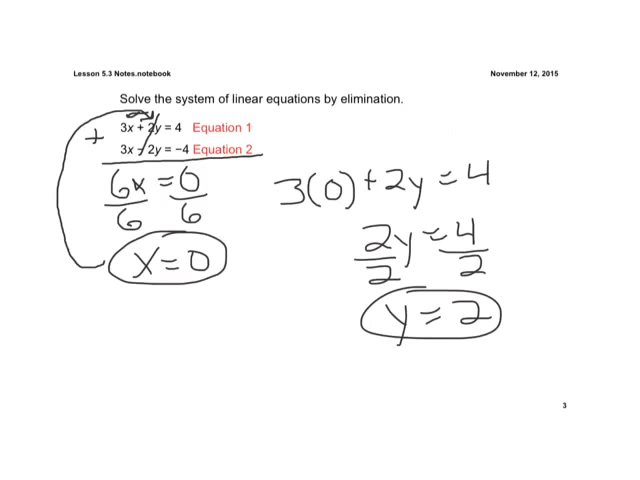 Lesson 5.3 Notes.notebook November 12, 2015
Solve the system of linear equations by elimination.
+ 3x + 2y = 4 Equation 1
3x - 2y = −4 Equation 2
6x = 0
6 6
x = 0
3(0) + 2y = 4
2y = 4
2 2
y = 2
3